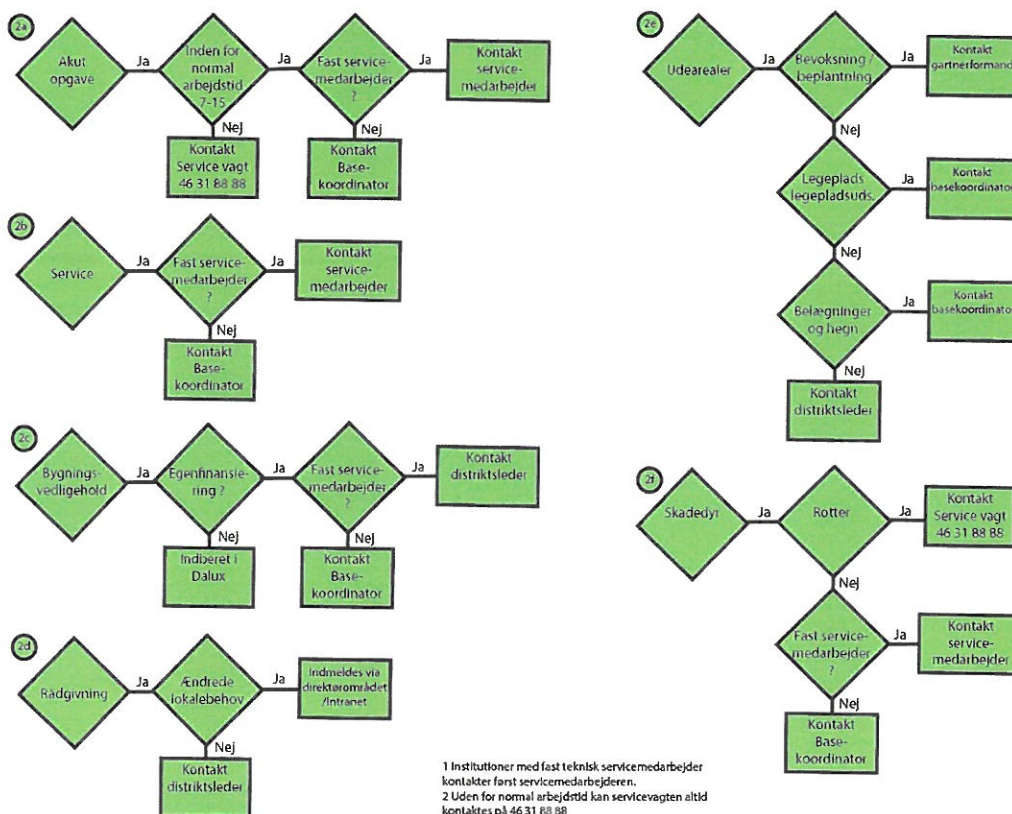 2a
Akut
opgave
Ja
Inden for
normal
arbejdstid
7-15
Ja
Fast service-
medarbejder
?
Ja
Kontakt
service-
medarbejder
Nej
Kontakt
Service vagt
46 31 88 88
Nej
Kontakt
Base-
koordinator
2b
Service
Ja
Fast service-
medarbejder
?
Ja
Kontakt
service-
medarbejder
Nej
Kontakt
Base-
koordinator
2c
Bygnings-
vedligehold
Ja
Egenfinansie-
ring ?
Ja
Fast service-
medarbejder
?
Ja
Kontakt
distriktsleder
Nej
Indberet i
Dalux
Nej
Kontakt
Base-
koordinator
2d
Rådgivning
Ja
Ændrede
lokalebehov
Ja
Indmeldes via
direktørområdet
/Intranet
Nej
Kontakt
distriktsleder
2e
Udearealer
Ja
Bevoksning /
beplantning
Ja
Kontakt
gartnerformand
Nej
Legeplads
legepladsuds.
Ja
Kontakt
basekoordinator
Nej
Belægninger
og hegn
Ja
Kontakt
basekoordinator
Nej
Kontakt
distriktsleder
2f
Skadedyr
Ja
Rotter
Ja
Kontakt
Service vagt
46 31 88 88
Nej
Fast service-
medarbejder
?
Ja
Kontakt
service-
medarbejder
Nej
Kontakt
Base-
koordinator
1 Institutioner med fast teknisk servicemedarbejder
kontakter først servicemedarbejderen.
2 Uden for normal arbejdstid kan servicevagten altid
kontaktes på 46 31 88 88